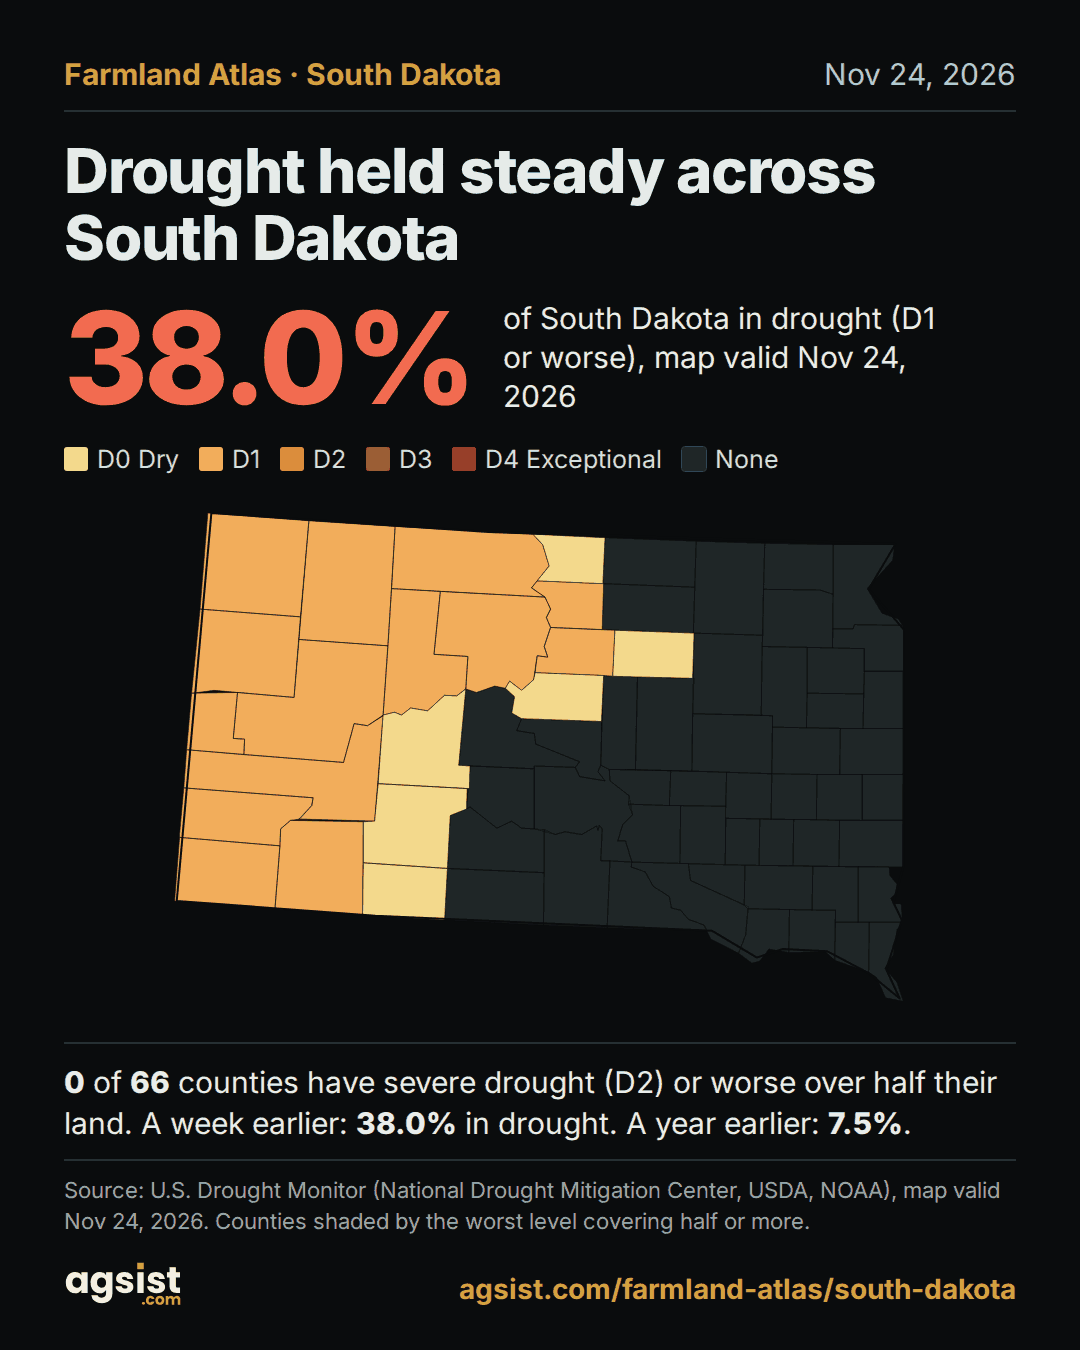 Farmland Atlas · South Dakota
Nov 24, 2026
Drought held steady across
South Dakota
38.0%
of South Dakota in drought (D1
or worse), map valid Nov 24,
2026
D0 Dry D1 D2 D3 D4 Exceptional None
0 of 66 counties have severe drought (D2) or worse over half their
land. A week earlier: 38.0% in drought. A year earlier: 7.5%.
Source: U.S. Drought Monitor (National Drought Mitigation Center, USDA, NOAA), map valid
Nov 24, 2026. Counties shaded by the worst level covering half or more.
agsist
.com
agsist.com/farmland-atlas/south-dakota